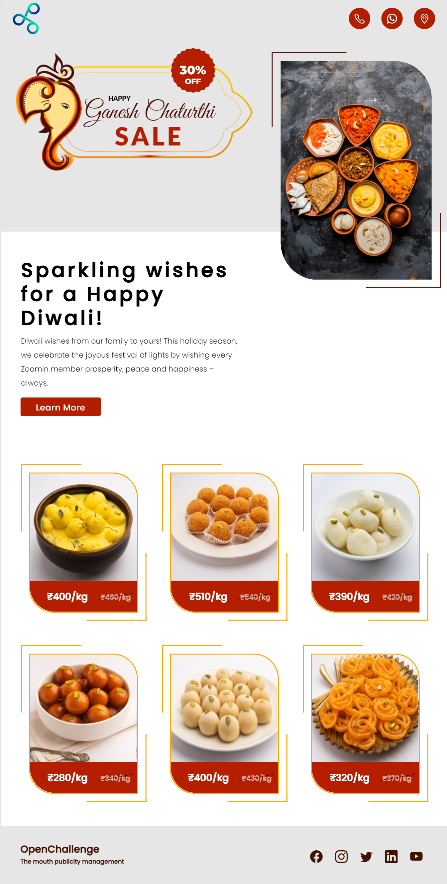 30%
OFF
HAPPY
Ganesh Chaturthi
SALE
Sparkling wishes
for a Happy
Diwali!
Diwali wishes from our family to yours! This holiday season,
we celebrate the joyous festival of lights by wishing every
Zoomin member prosperity, peace and happiness –
always.
Learn More
₹400/kg ₹460/kg
₹510/kg ₹540/kg
₹390/kg ₹420/kg
₹280/kg ₹340/kg
₹400/kg ₹430/kg
₹320/kg ₹370/kg
OpenChallenge
The mouth publicity management